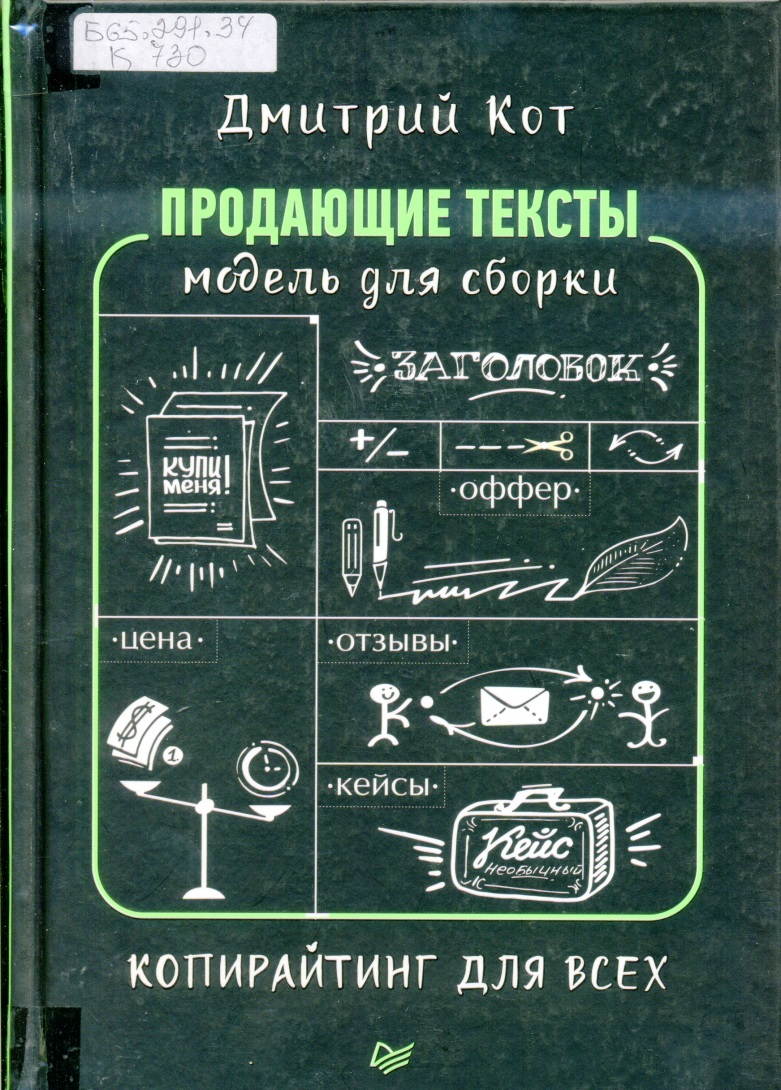 Б65.291.34
К 730
Дмитрий Кот
ПРОДАЮЩИЕ ТЕКСТЫ
модель для сборки
ЗАГОЛОВОК
+/-
КУПИ
меня!
·оффер·
·цена·
·отзывы·
$
1
·кейсы·
Кейс
необычный
КОПИРАЙТИНГ ДЛЯ ВСЕХ